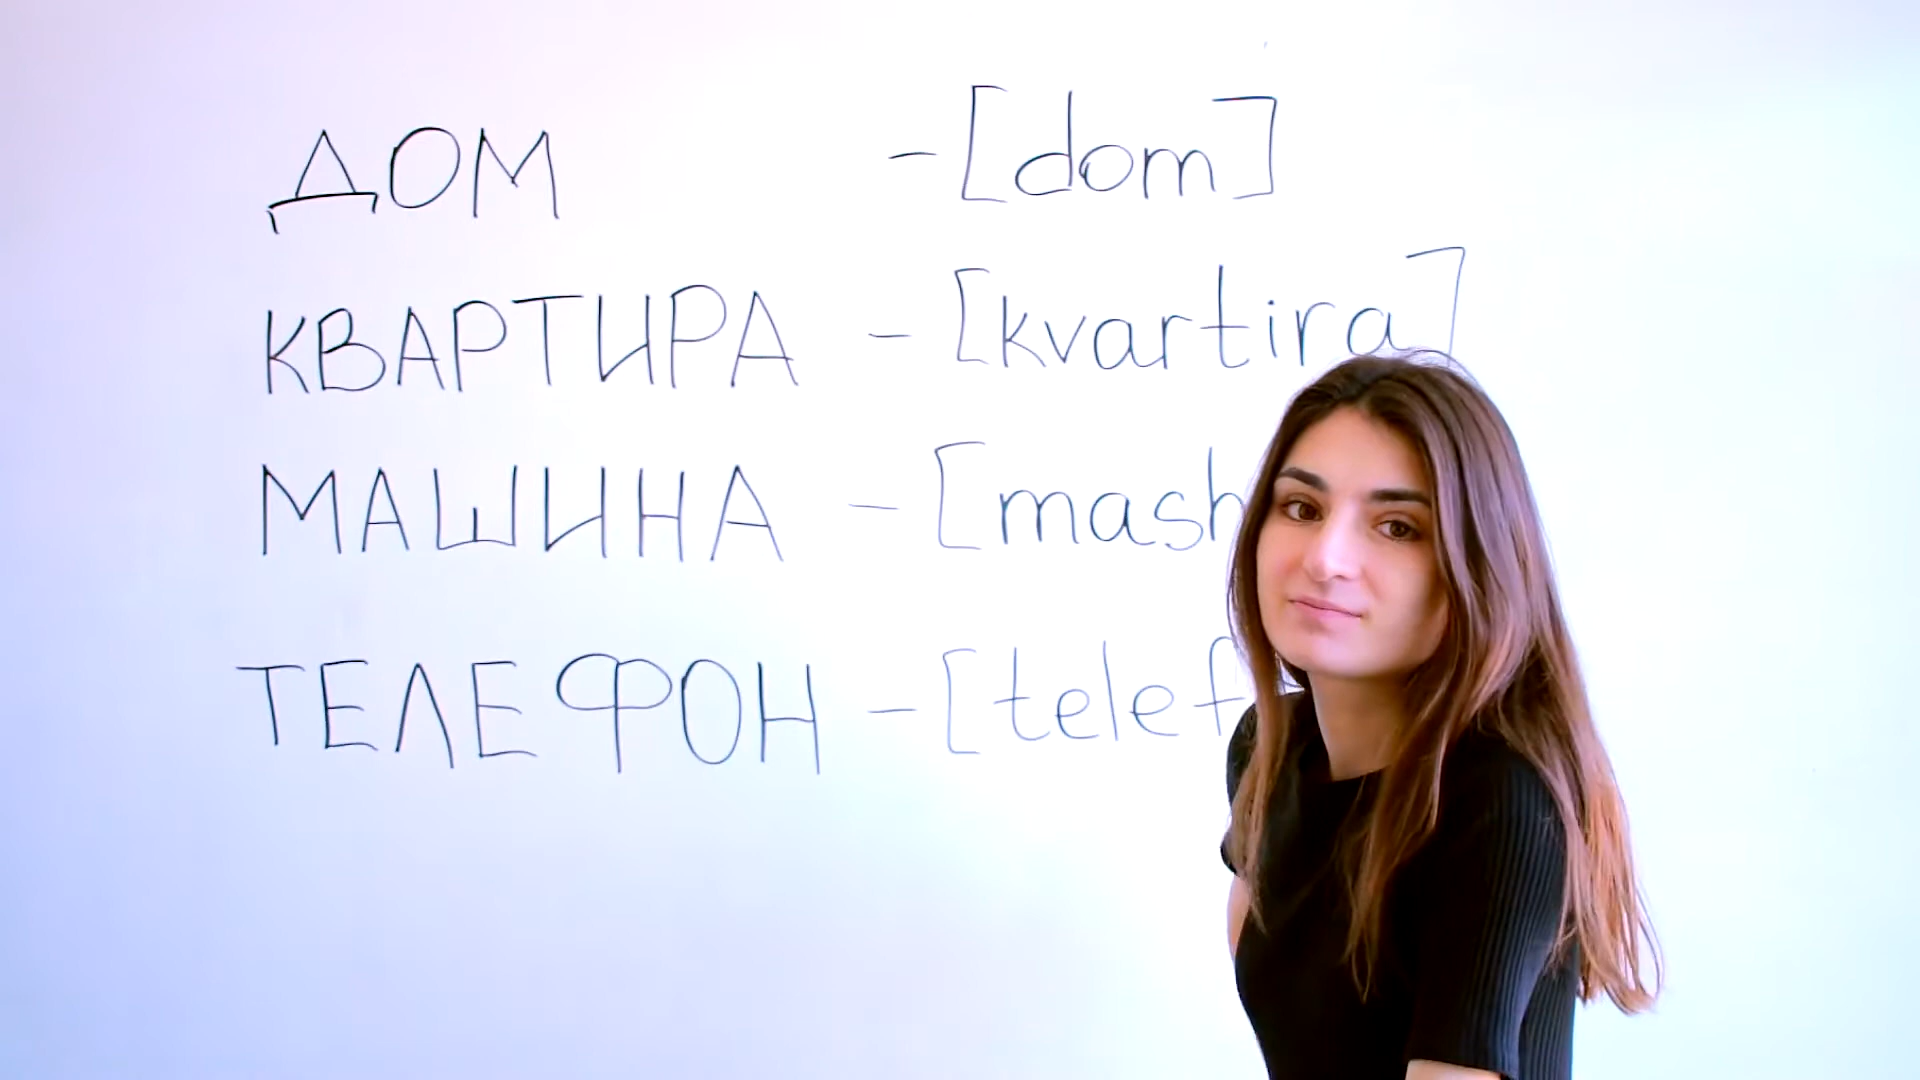 ДОМ - [dom]
КВАРТИРА - [kvartira]
МАШИНА - [mash
ТЕЛЕФОН - [telef